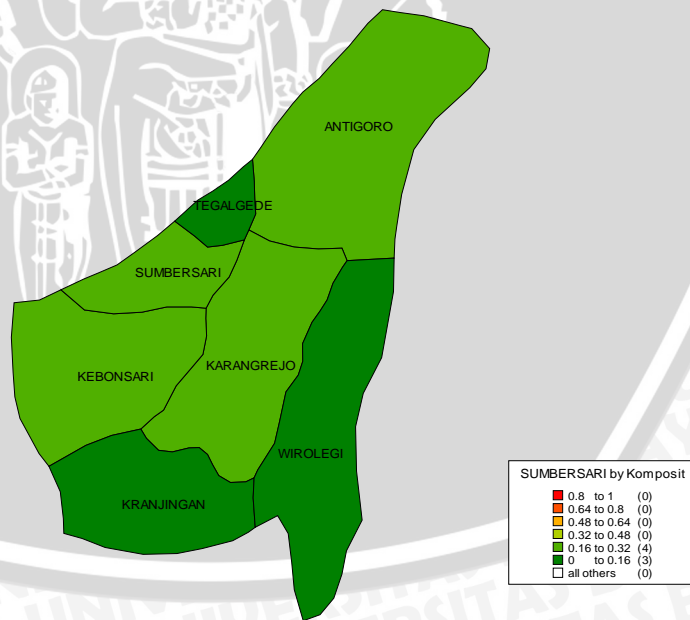 ANTIGORO
TEGALGEDE
SUMBERSARI
KARANGREJO
KEBONSARI
WIROLEGI
KRANJINGAN
SUMBERSARI by Komposit
0.8 to 1 (0)
0.64 to 0.8 (0)
0.48 to 0.64 (0)
0.32 to 0.48 (0)
0.16 to 0.32 (4)
0 to 0.16 (3)
all others (0)